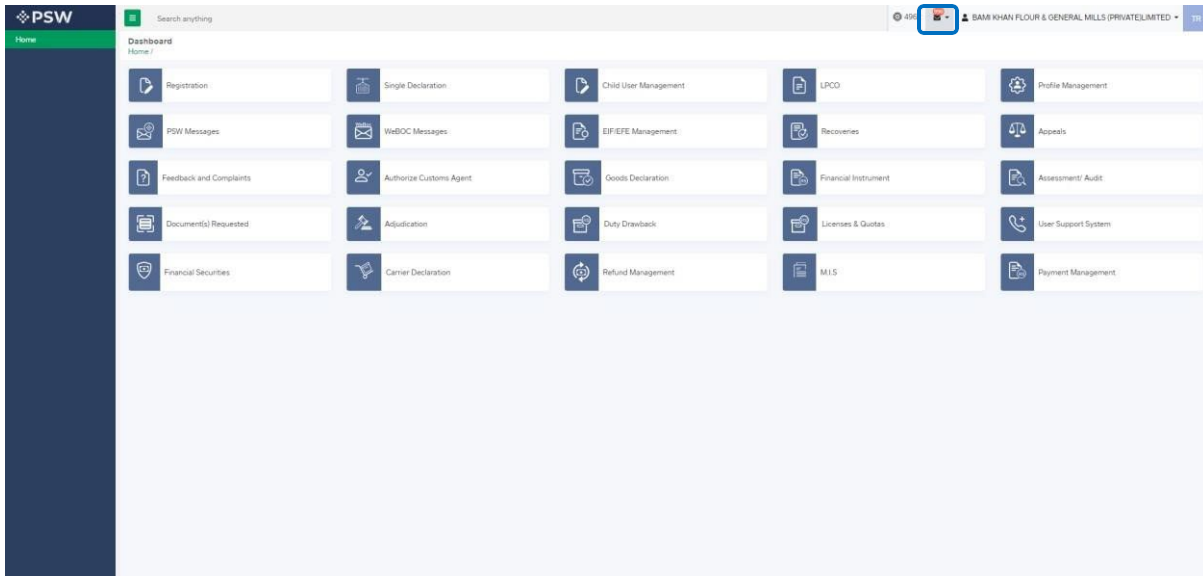 PSW
Search anything
496
BAMI KHAN FLOUR & GENERAL MILLS (PRIVATE)LIMITED
TR
Home
Dashboard
Home /
Registration
Single Declaration
Child User Management
LPCO
Profile Management
PSW Messages
WeBOC Messages
EIF/EFE Management
Recoveries
Appeals
Feedback and Complaints
Authorize Customs Agent
Goods Declaration
Financial Instrument
Assessment/ Audit
Document(s) Requested
Adjudication
Duty Drawback
Licenses & Quotas
User Support System
Financial Securities
Carrier Declaration
Refund Management
M.I.S
Payment Management